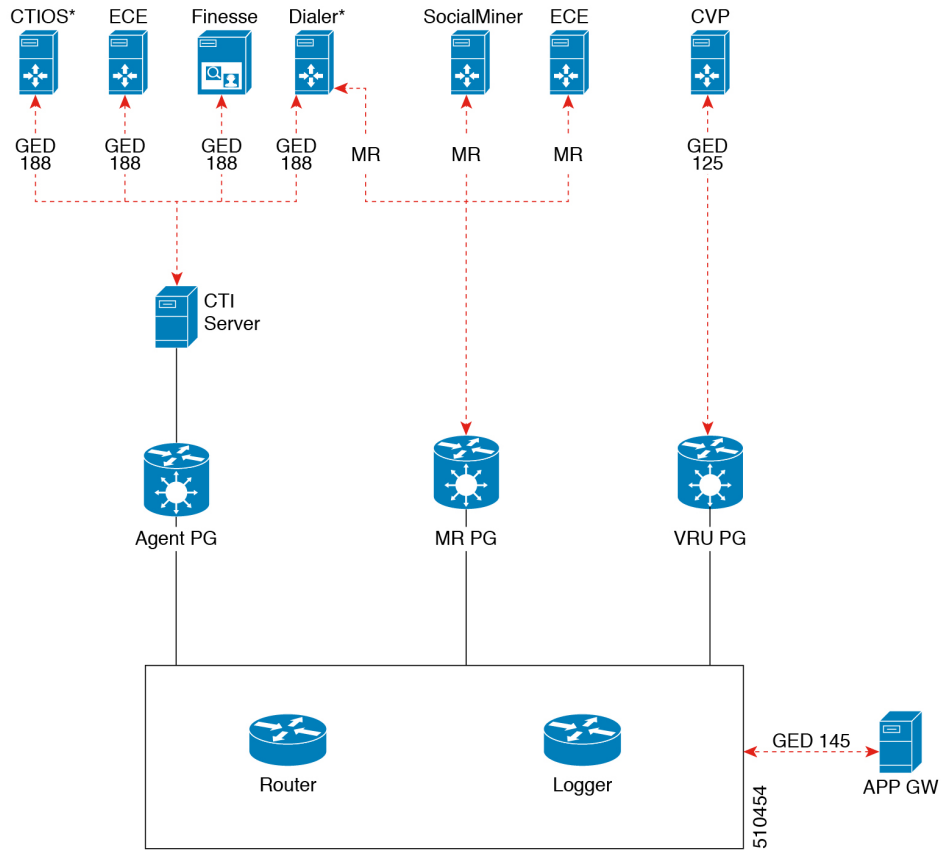 CTIOS*
ECE
Finesse
Dialer*
SocialMiner
ECE
CVP
GED
188
GED
188
GED
188
GED
188
MR
MR
MR
GED
125
CTI
Server
Agent PG
MR PG
VRU PG
Router
Logger
GED 145
APP GW
510454